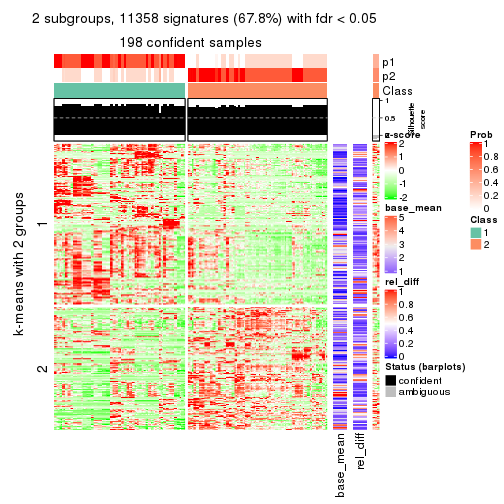 2 subgroups, 11358 signatures (67.8%) with fdr < 0.05
198 confident samples
p1
p2
Class
1
0.5
0
Silhouette
score
z-score
2
1
0
-1
-2
base_mean
5
4
3
2
1
rel_diff
1
0.8
0.6
0.4
0.2
0
Status (barplots)
confident
ambiguous
Prob
1
0.8
0.6
0.4
0.2
0
Class
1
2
k-means with 2 groups
1
2
base_mean
rel_diff